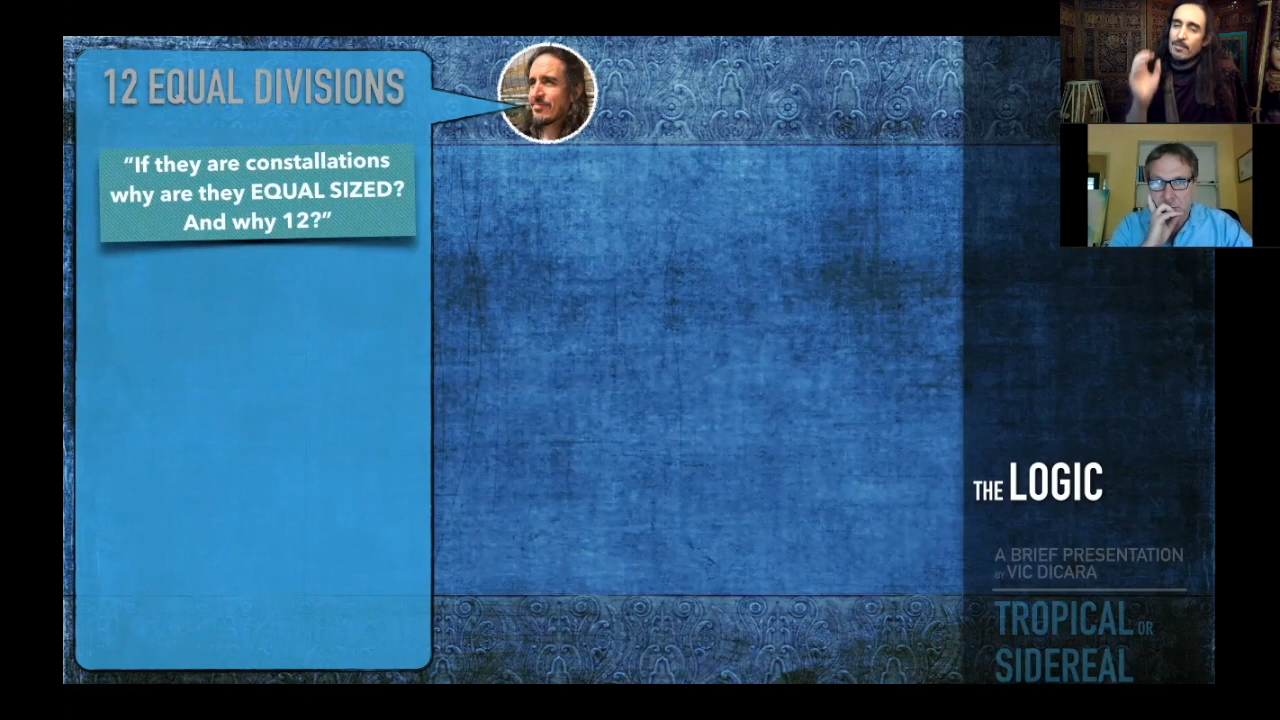 12 EQUAL DIVISIONS
"If they are constallations
why are they EQUAL SIZED?
And why 12?"
THE LOGIC
A BRIEF PRESENTATION
BY VIC DICARA
TROPICAL OR
SIDEREAL